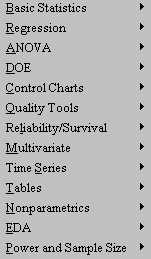 Basic Statistics
Regression
ANOVA
DOE
Control Charts
Quality Tools
Reliability/Survival
Multivariate
Time Series
Tables
Nonparametrics
EDA
Power and Sample Size